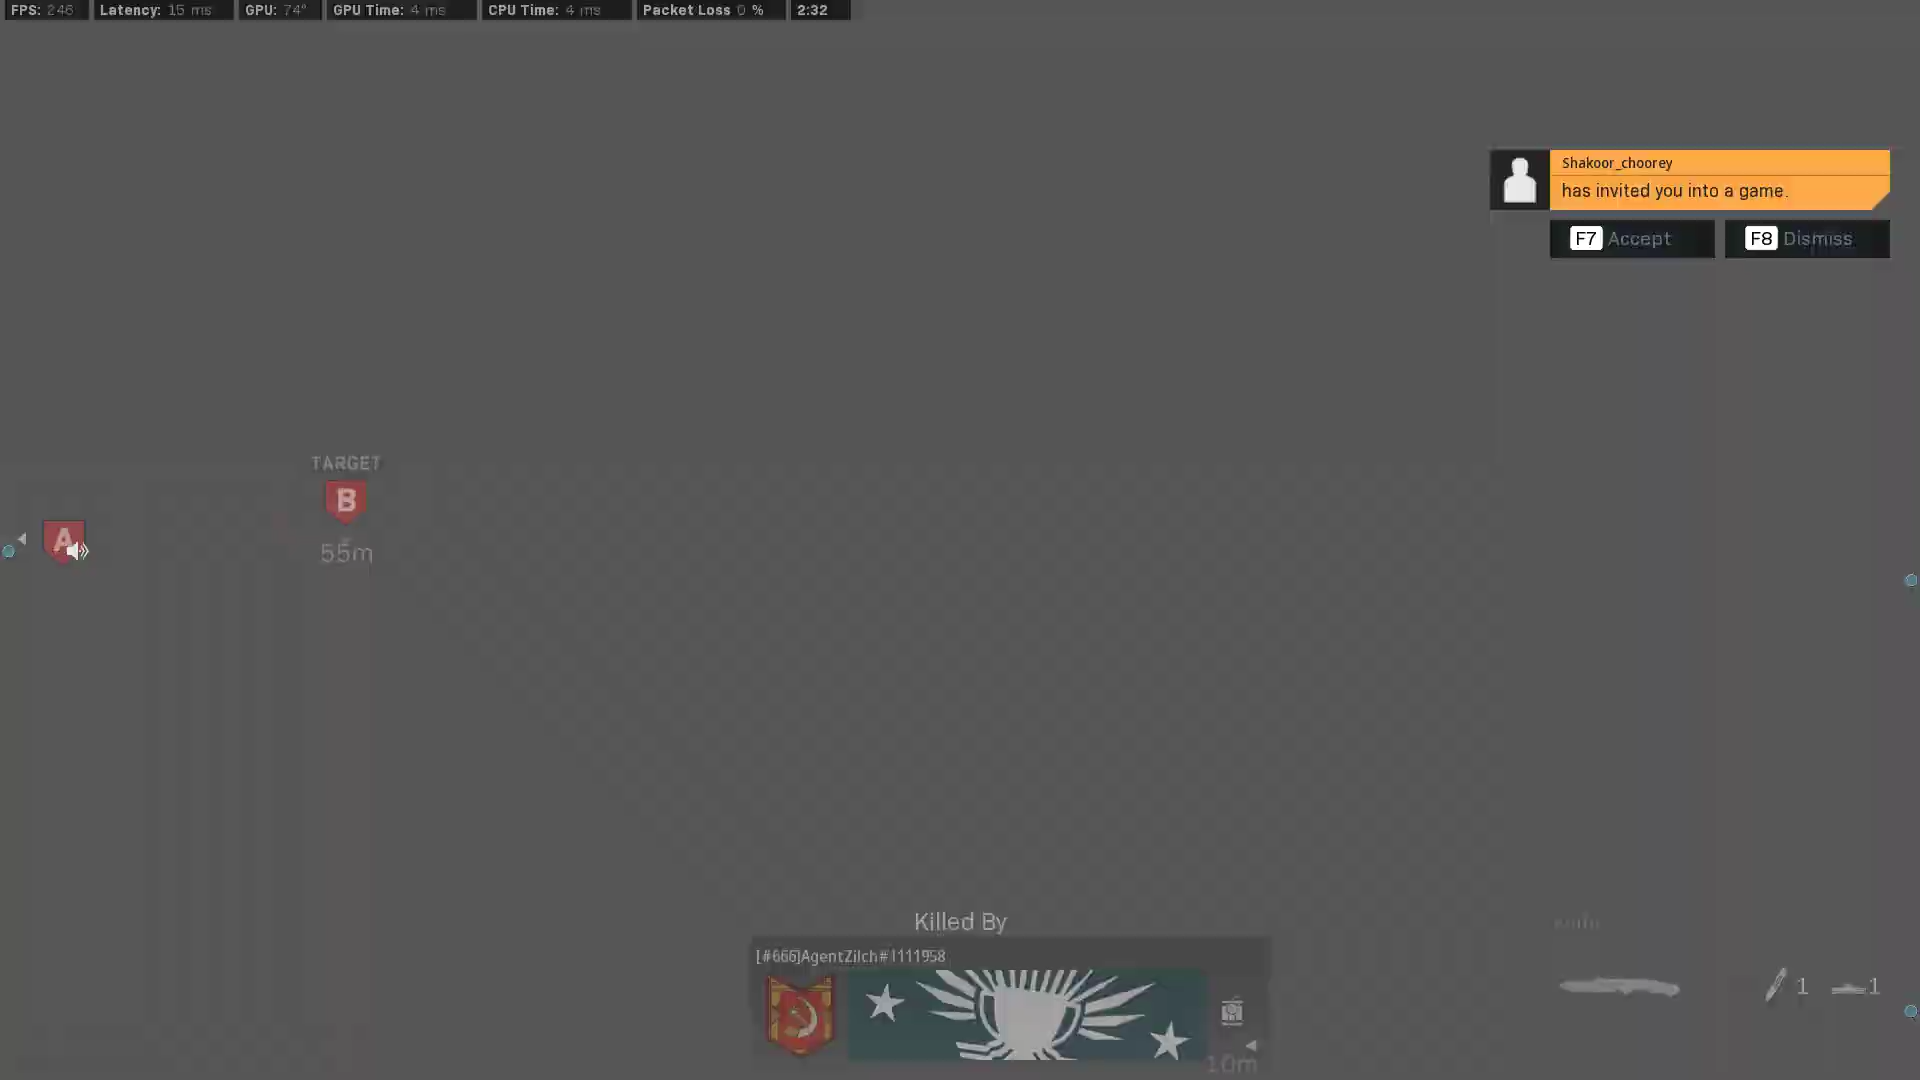 FPS: 246 Latency: 15 ms GPU: 74° GPU Time: 4 ms CPU Time: 4 ms Packet Loss 0 % 2:32
Shakoor_choorey
has invited you into a game.
F7 Accept F8 Dismiss
TARGET
B
A
55m
Killed By
[#666]AgentZilch#1111958
1 1
10m